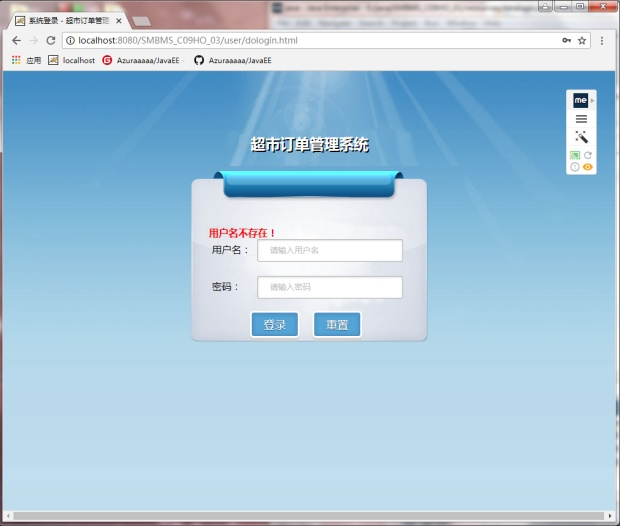 系统登录 - 超市订单管理
localhost:8080/SMBMS_C09HO_03/user/dologin.html
应用 localhost Azuraaaaa/JavaEE · Azuraaaaa/JavaEE
me
超市订单管理系统
用户名不存在！
用户名： 请输入用户名
密码： 请输入密码
登录 重置